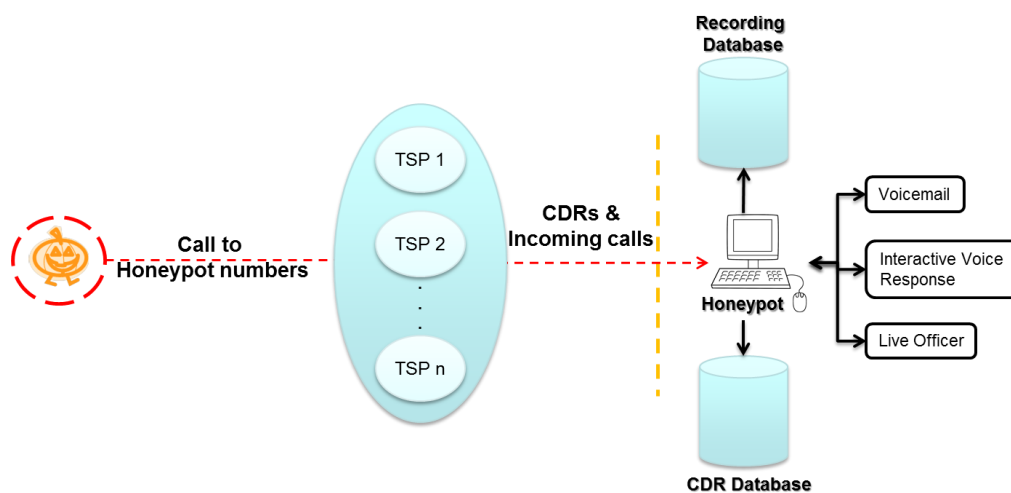 Recording
Database
TSP 1
Voicemail
CDRs &
Incoming calls
Call to
Honeypot numbers
TSP 2
Interactive Voice
Response
Honeypot
.
.
.
Live Officer
TSP n
CDR Database